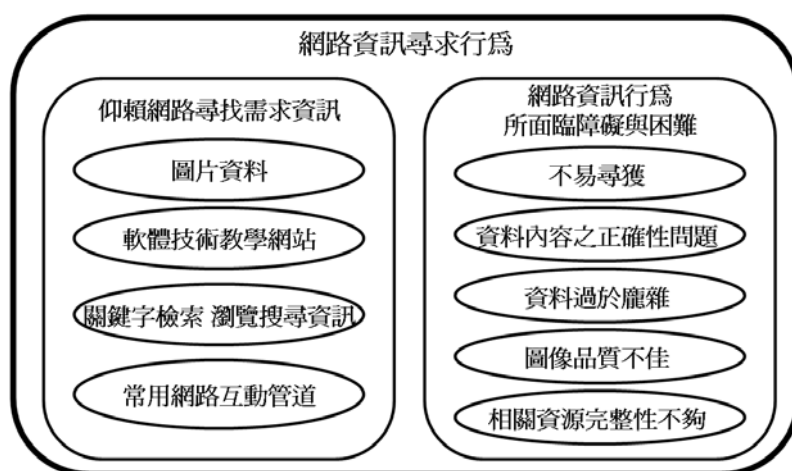 網路資訊尋求行爲
仰賴網路尋找需求資訊
圖片資料
軟體技術教學網站
關鍵字檢索 瀏覽搜尋資訊
常用網路互動管道
網路資訊行爲
所面臨障礙與困難
不易尋獲
資料內容之正確性問題
資料過於龐雜
圖像品質不佳
相關資源完整性不夠